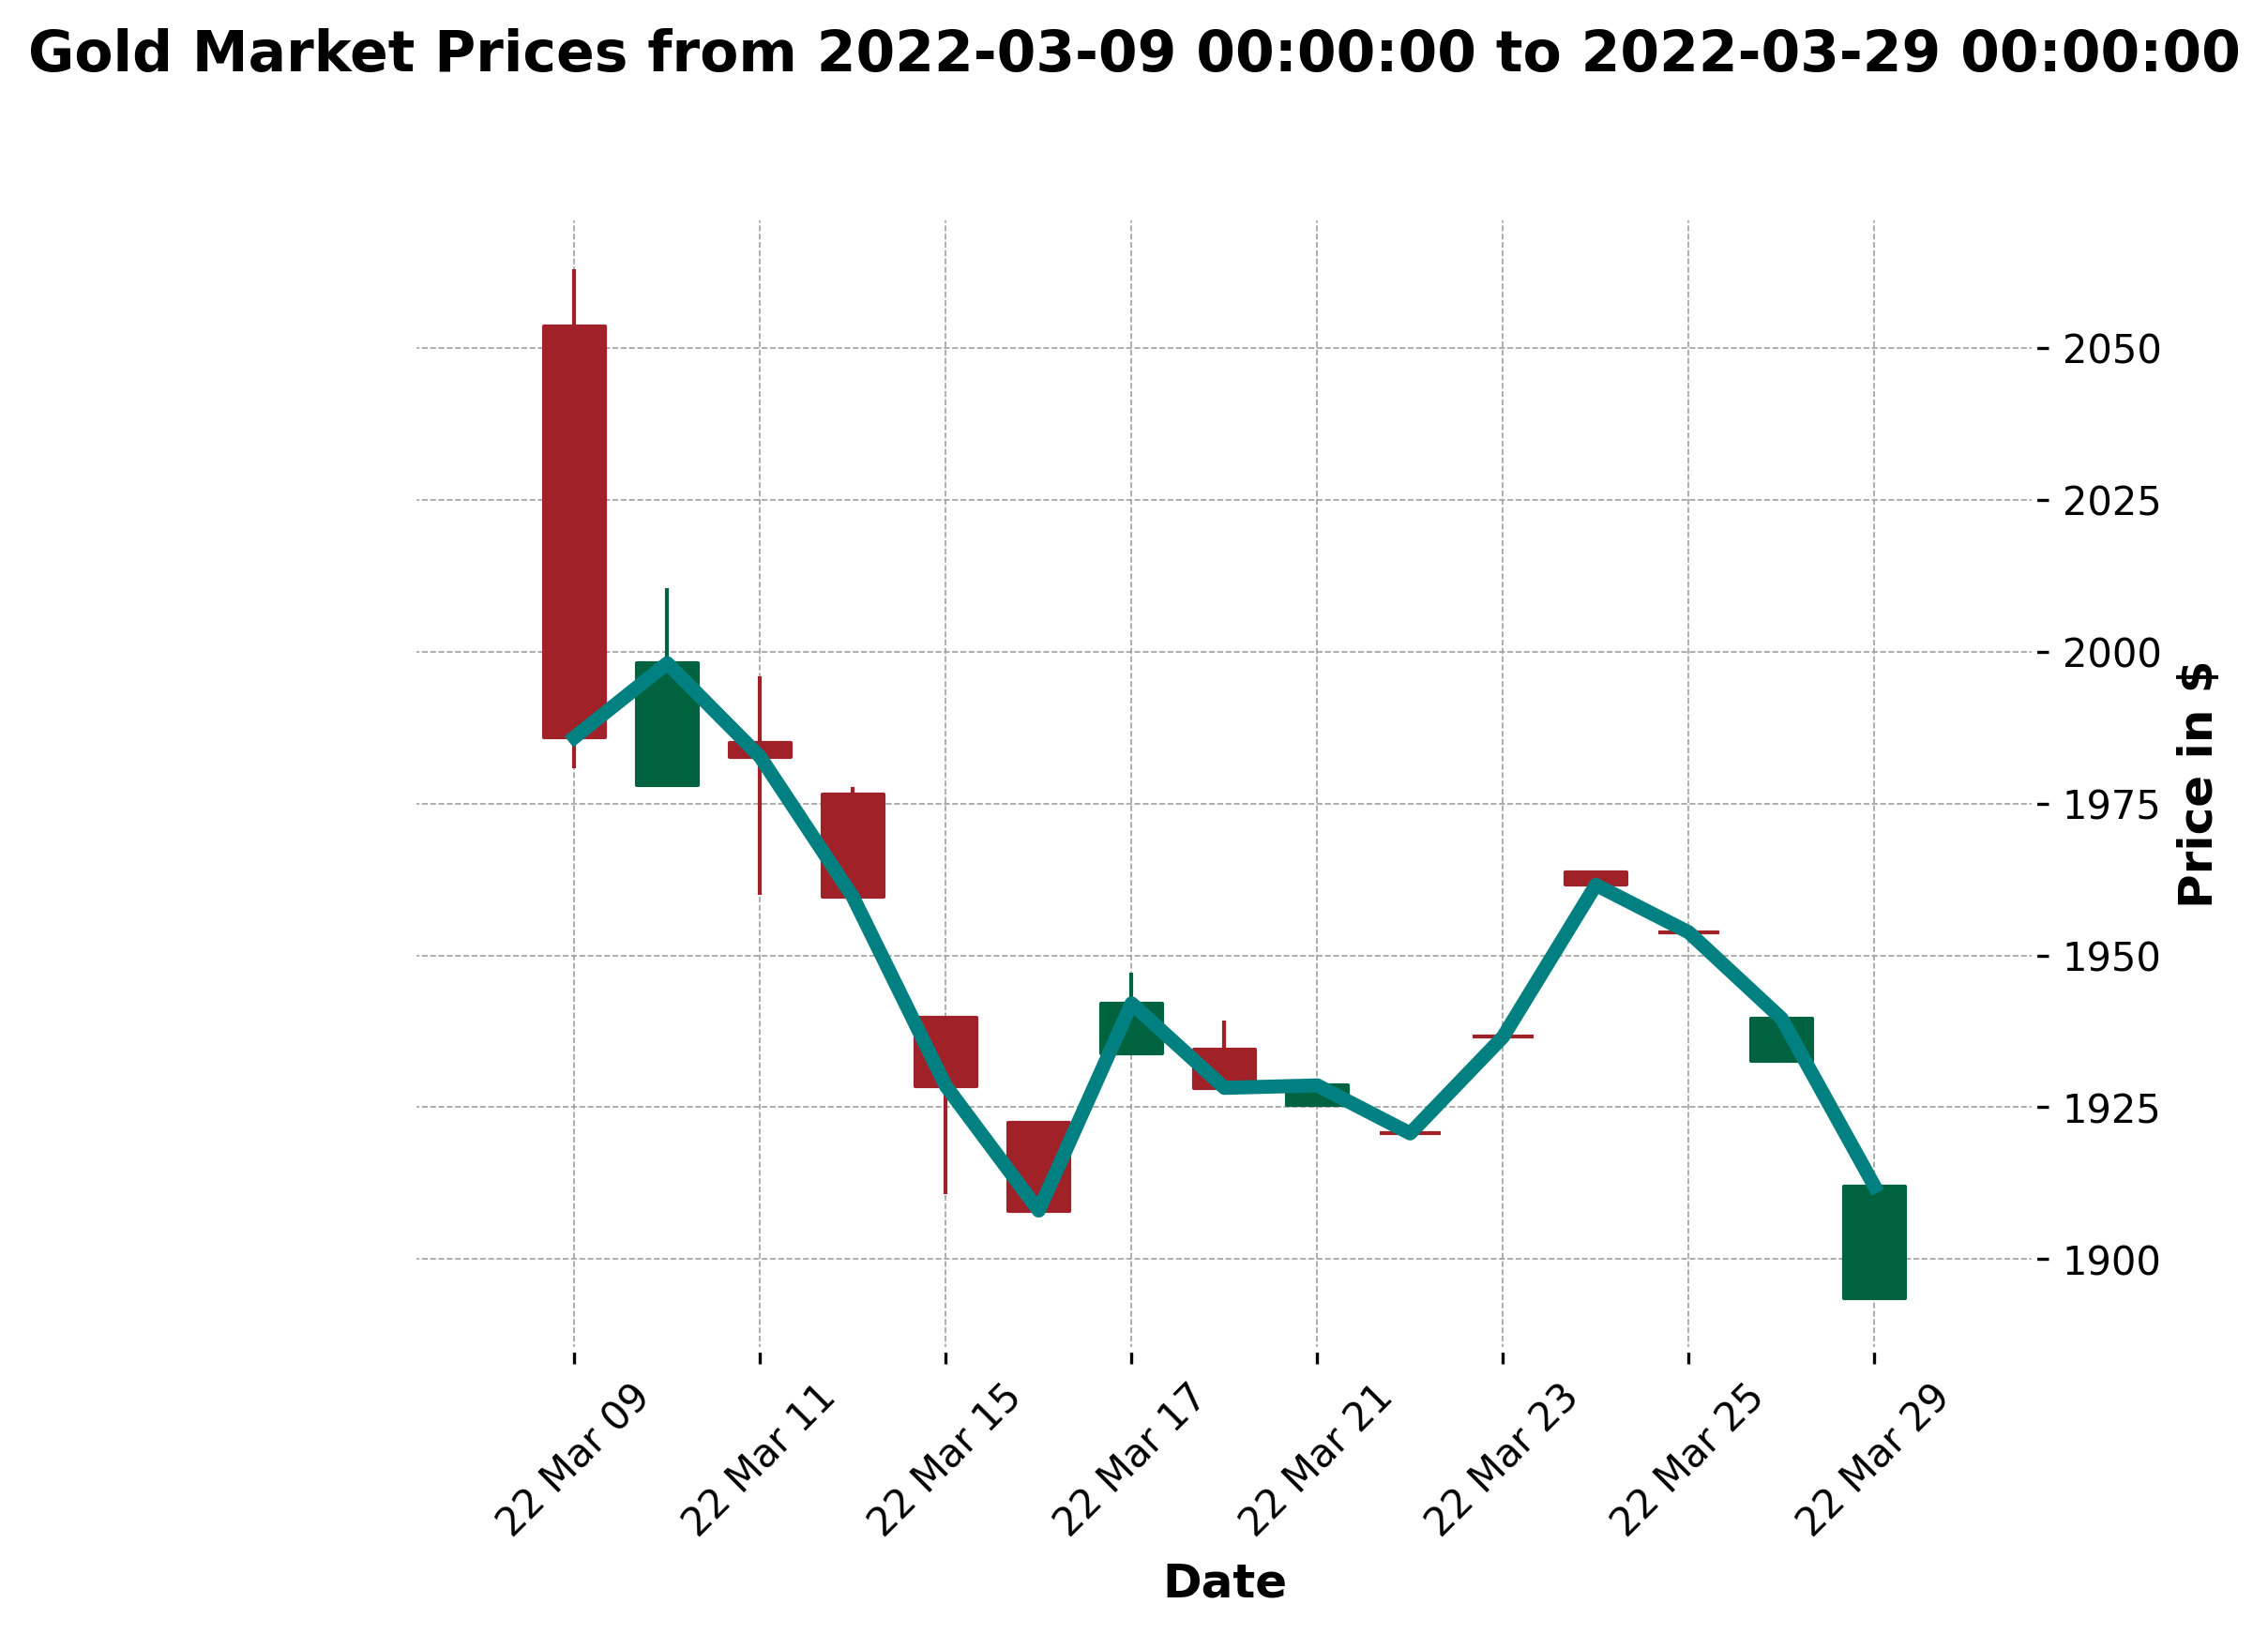 Gold Market Prices from 2022-03-09 00:00:00 to 2022-03-29 00:00:00
2050
2025
2000
1975
1950
1925
1900
Price in $
22 Mar 09
22 Mar 11
22 Mar 15
22 Mar 17
22 Mar 21
22 Mar 23
22 Mar 25
22 Mar 29
Date